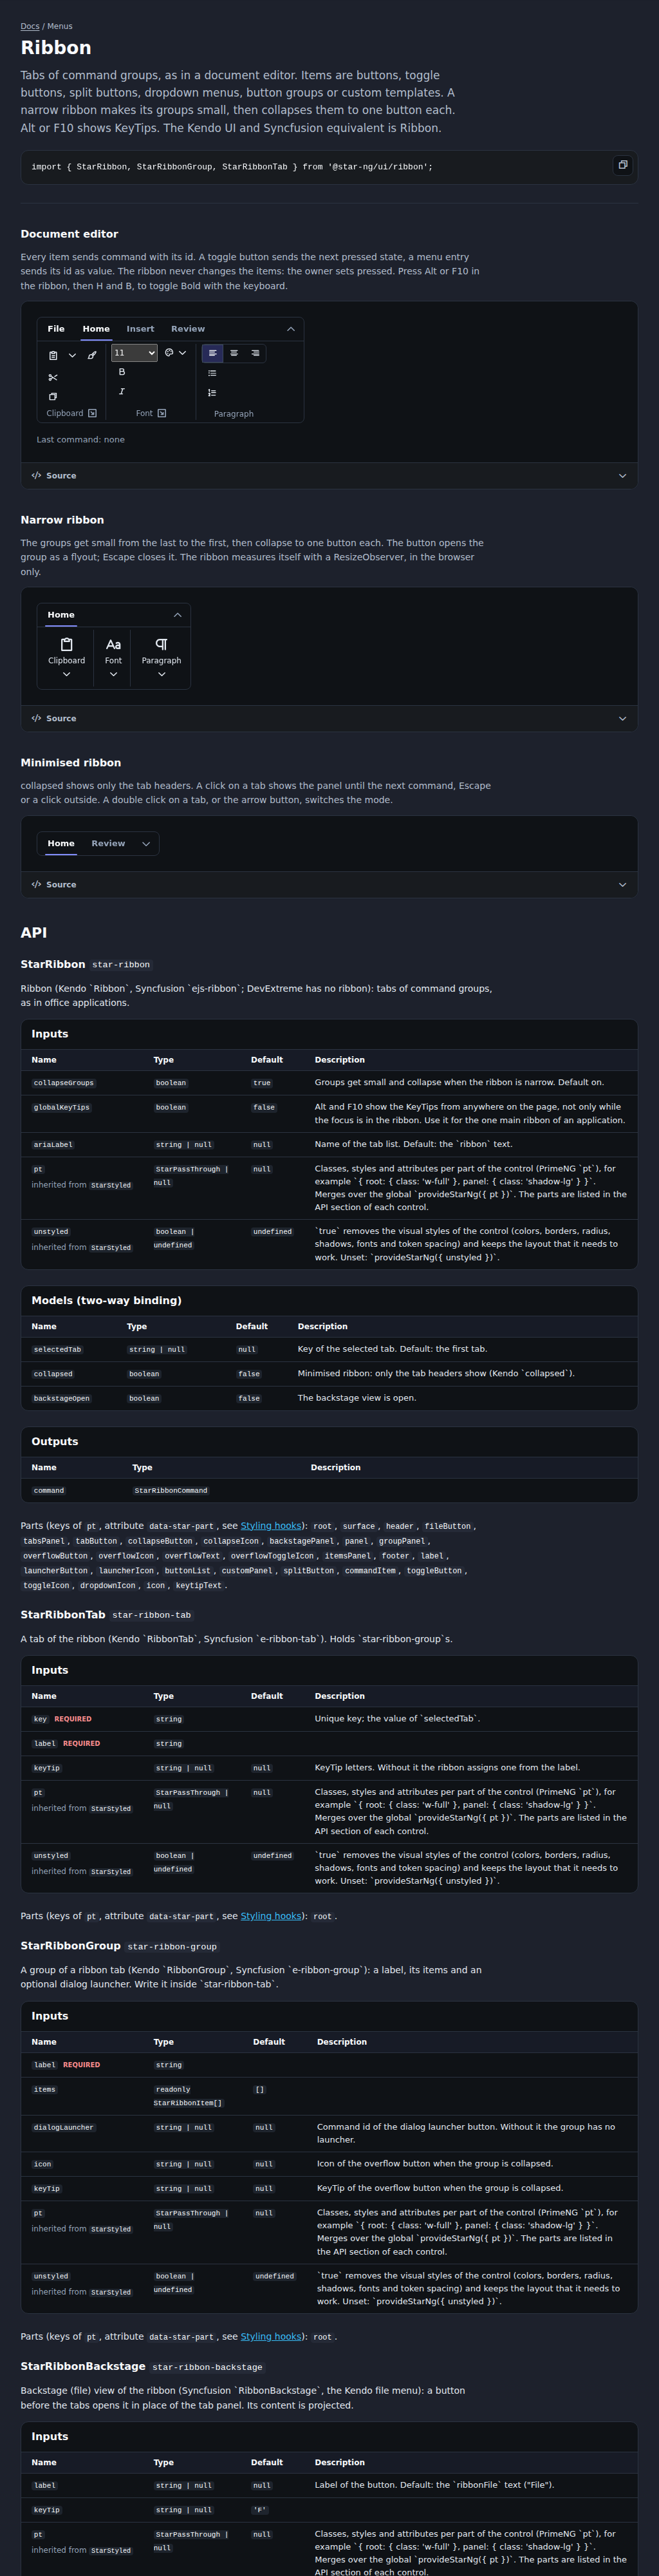 Docs / Menus
Ribbon
Tabs of command groups, as in a document editor. Items are buttons, toggle
buttons, split buttons, dropdown menus, button groups or custom templates. A
narrow ribbon makes its groups small, then collapses them to one button each.
Alt or F10 shows KeyTips. The Kendo UI and Syncfusion equivalent is Ribbon.
import { StarRibbon, StarRibbonGroup, StarRibbonTab } from '@star-ng/ui/ribbon';
Document editor
Every item sends command with its id. A toggle button sends the next pressed state, a menu entry
sends its id as value. The ribbon never changes the items: the owner sets pressed. Press Alt or F10 in
the ribbon, then H and B, to toggle Bold with the keyboard.
File Home Insert Review
11
B
I
Clipboard Font Paragraph
Last command: none
Source
Narrow ribbon
The groups get small from the last to the first, then collapse to one button each. The button opens the
group as a flyout; Escape closes it. The ribbon measures itself with a ResizeObserver, in the browser
only.
Home
Clipboard Font Paragraph
Source
Minimised ribbon
collapsed shows only the tab headers. A click on a tab shows the panel until the next command, Escape
or a click outside. A double click on a tab, or the arrow button, switches the mode.
Home Review
Source
API
StarRibbon star-ribbon
Ribbon (Kendo `Ribbon`, Syncfusion `ejs-ribbon`; DevExtreme has no ribbon): tabs of command groups,
as in office applications.
Inputs
Name Type Default Description
collapseGroups boolean true Groups get small and collapse when the ribbon is narrow. Default on.
globalKeyTips boolean false Alt and F10 show the KeyTips from anywhere on the page, not only while
the focus is in the ribbon. Use it for the one main ribbon of an application.
ariaLabel string | null null Name of the tab list. Default: the `ribbon` text.
pt StarPassThrough | null Classes, styles and attributes per part of the control (PrimeNG `pt`), for
inherited from StarStyled null example `{ root: { class: 'w-full' }, panel: { class: 'shadow-lg' } }`.
Merges over the global `provideStarNg({ pt })`. The parts are listed in the
API section of each control.
unstyled boolean | undefined `true` removes the visual styles of the control (colors, borders, radius,
inherited from StarStyled undefined shadows, fonts and token spacing) and keeps the layout that it needs to
work. Unset: `provideStarNg({ unstyled })`.
Models (two-way binding)
Name Type Default Description
selectedTab string | null null Key of the selected tab. Default: the first tab.
collapsed boolean false Minimised ribbon: only the tab headers show (Kendo `collapsed`).
backstageOpen boolean false The backstage view is open.
Outputs
Name Type Description
command StarRibbonCommand
Parts (keys of pt, attribute data-star-part, see Styling hooks): root, surface, header, fileButton,
tabsPanel, tabButton, collapseButton, collapseIcon, backstagePanel, panel, groupPanel,
overflowButton, overflowIcon, overflowText, overflowToggleIcon, itemsPanel, footer, label,
launcherButton, launcherIcon, buttonList, customPanel, splitButton, commandItem, toggleButton,
toggleIcon, dropdownIcon, icon, keytipText.
StarRibbonTab star-ribbon-tab
A tab of the ribbon (Kendo `RibbonTab`, Syncfusion `e-ribbon-tab`). Holds `star-ribbon-group`s.
Inputs
Name Type Default Description
key REQUIRED string Unique key; the value of `selectedTab`.
label REQUIRED string
keyTip string | null null KeyTip letters. Without it the ribbon assigns one from the label.
pt StarPassThrough | null Classes, styles and attributes per part of the control (PrimeNG `pt`), for
inherited from StarStyled null example `{ root: { class: 'w-full' }, panel: { class: 'shadow-lg' } }`.
Merges over the global `provideStarNg({ pt })`. The parts are listed in the
API section of each control.
unstyled boolean | undefined `true` removes the visual styles of the control (colors, borders, radius,
inherited from StarStyled undefined shadows, fonts and token spacing) and keeps the layout that it needs to
work. Unset: `provideStarNg({ unstyled })`.
Parts (keys of pt, attribute data-star-part, see Styling hooks): root.
StarRibbonGroup star-ribbon-group
A group of a ribbon tab (Kendo `RibbonGroup`, Syncfusion `e-ribbon-group`): a label, its items and an
optional dialog launcher. Write it inside `star-ribbon-tab`.
Inputs
Name Type Default Description
label REQUIRED string
items readonly []
StarRibbonItem[]
dialogLauncher string | null null Command id of the dialog launcher button. Without it the group has no
launcher.
icon string | null null Icon of the overflow button when the group is collapsed.
keyTip string | null null KeyTip of the overflow button when the group is collapsed.
pt StarPassThrough | null Classes, styles and attributes per part of the control (PrimeNG `pt`), for
inherited from StarStyled null example `{ root: { class: 'w-full' }, panel: { class: 'shadow-lg' } }`.
Merges over the global `provideStarNg({ pt })`. The parts are listed in
the API section of each control.
unstyled boolean | undefined `true` removes the visual styles of the control (colors, borders, radius,
inherited from StarStyled undefined shadows, fonts and token spacing) and keeps the layout that it needs to
work. Unset: `provideStarNg({ unstyled })`.
Parts (keys of pt, attribute data-star-part, see Styling hooks): root.
StarRibbonBackstage star-ribbon-backstage
Backstage (file) view of the ribbon (Syncfusion `RibbonBackstage`, the Kendo file menu): a button
before the tabs opens it in place of the tab panel. Its content is projected.
Inputs
Name Type Default Description
label string | null null Label of the button. Default: the `ribbonFile` text ("File").
keyTip string | null 'F'
pt StarPassThrough | null Classes, styles and attributes per part of the control (PrimeNG `pt`), for
inherited from StarStyled null example `{ root: { class: 'w-full' }, panel: { class: 'shadow-lg' } }`.
Merges over the global `provideStarNg({ pt })`. The parts are listed in the
API section of each control.